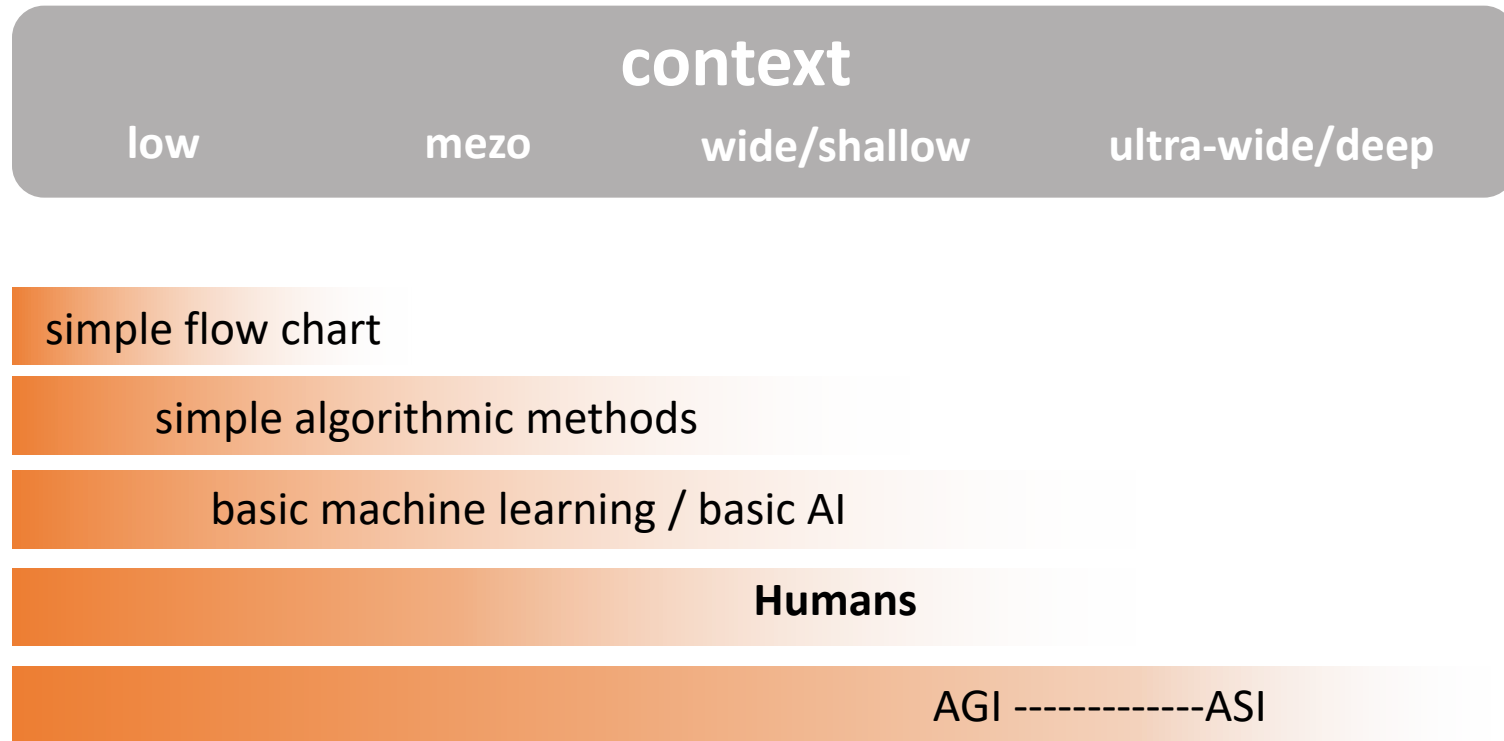 context
low mezo wide/shallow ultra-wide/deep
simple flow chart
simple algorithmic methods
basic machine learning / basic AI
Humans
AGI -------------ASI